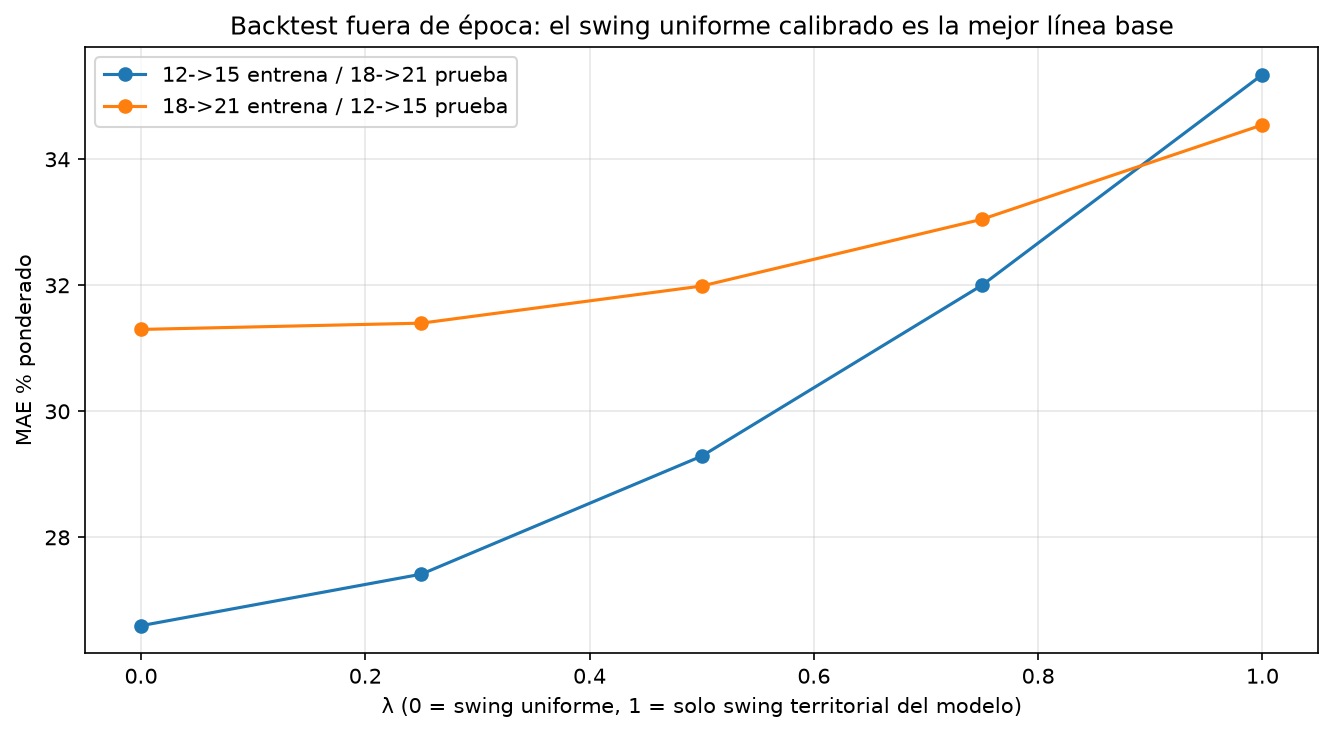 Backtest fuera de época: el swing uniforme calibrado es la mejor línea base
12->15 entrena / 18->21 prueba
18->21 entrena / 12->15 prueba
MAE % ponderado
34
32
30
28
0.0 0.2 0.4 0.6 0.8 1.0
λ (0 = swing uniforme, 1 = solo swing territorial del modelo)